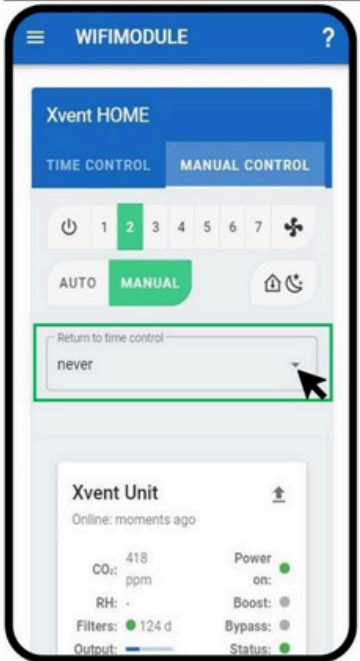 WIFIMODULE ?
Xvent HOME
TIME CONTROL MANUAL CONTROL
1 2 3 4 5 6 7
AUTO MANUAL
Return to time control
never
Xvent Unit
Online: moments ago
CO₂: 418 ppm Power on:
RH: - Boost:
Filters: 124 d Bypass:
Output: Status: